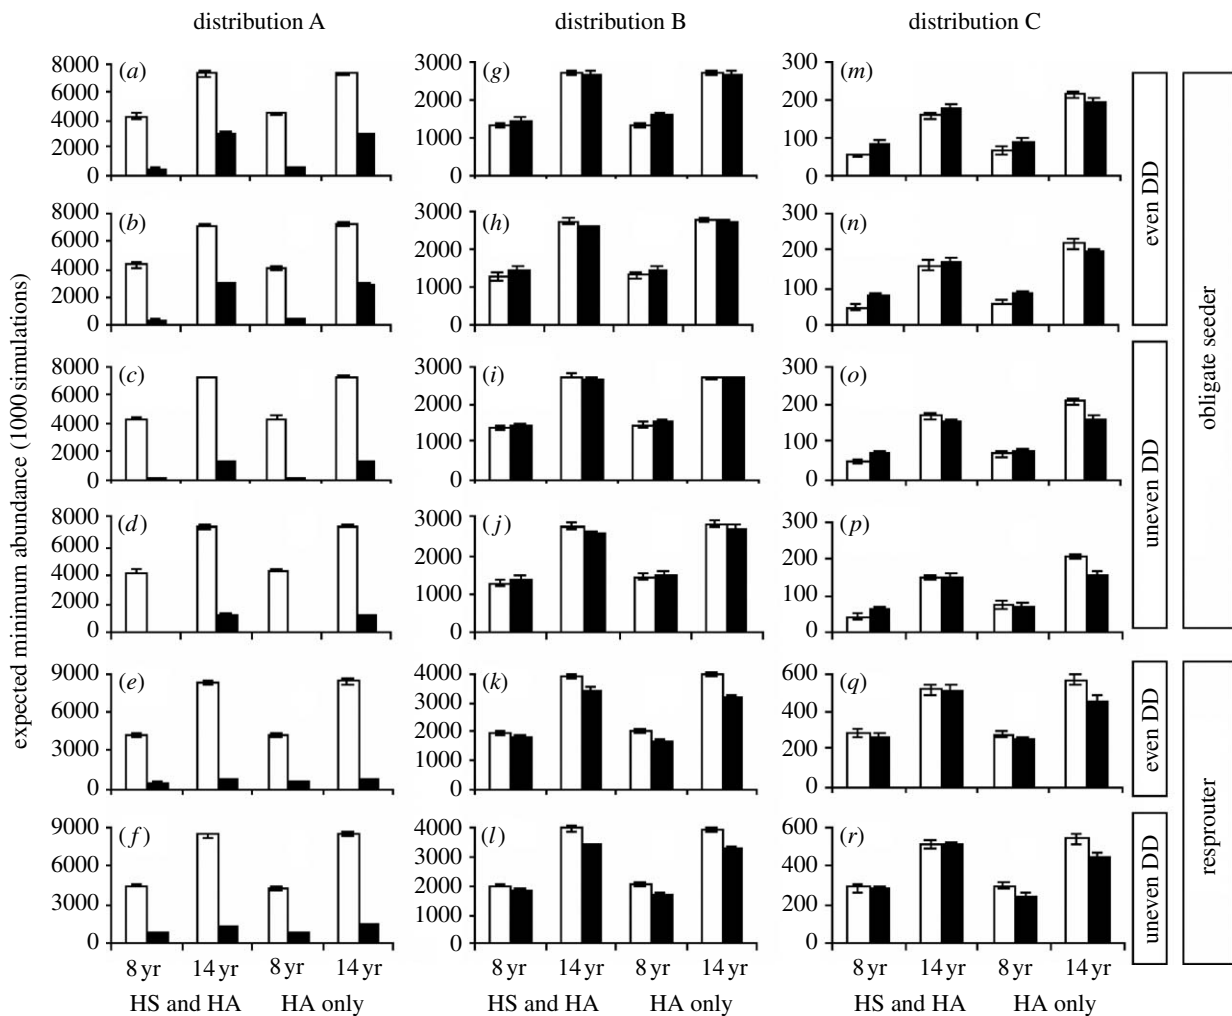 distribution A
distribution B
distribution C
expected minimum abundance (1000 simulations)
8000
6000
4000
2000
0
(a)
3000
2000
1000
0
(g)
300
200
100
0
(m)
8000
6000
4000
2000
0
(b)
3000
2000
1000
0
(h)
300
200
100
0
(n)
8000
6000
4000
2000
0
(c)
3000
2000
1000
0
(i)
300
200
100
0
(o)
8000
6000
4000
2000
0
(d)
3000
2000
1000
0
(j)
300
200
100
0
(p)
9000
6000
3000
0
(e)
4000
3000
2000
1000
0
(k)
600
400
200
0
(q)
9000
6000
3000
0
(f)
4000
3000
2000
1000
0
(l)
600
400
200
0
(r)
8 yr 14 yr 8 yr 14 yr
HS and HA HA only
8 yr 14 yr 8 yr 14 yr
HS and HA HA only
8 yr 14 yr 8 yr 14 yr
HS and HA HA only
even DD
uneven DD
obligate seeder
even DD
uneven DD
resprouter